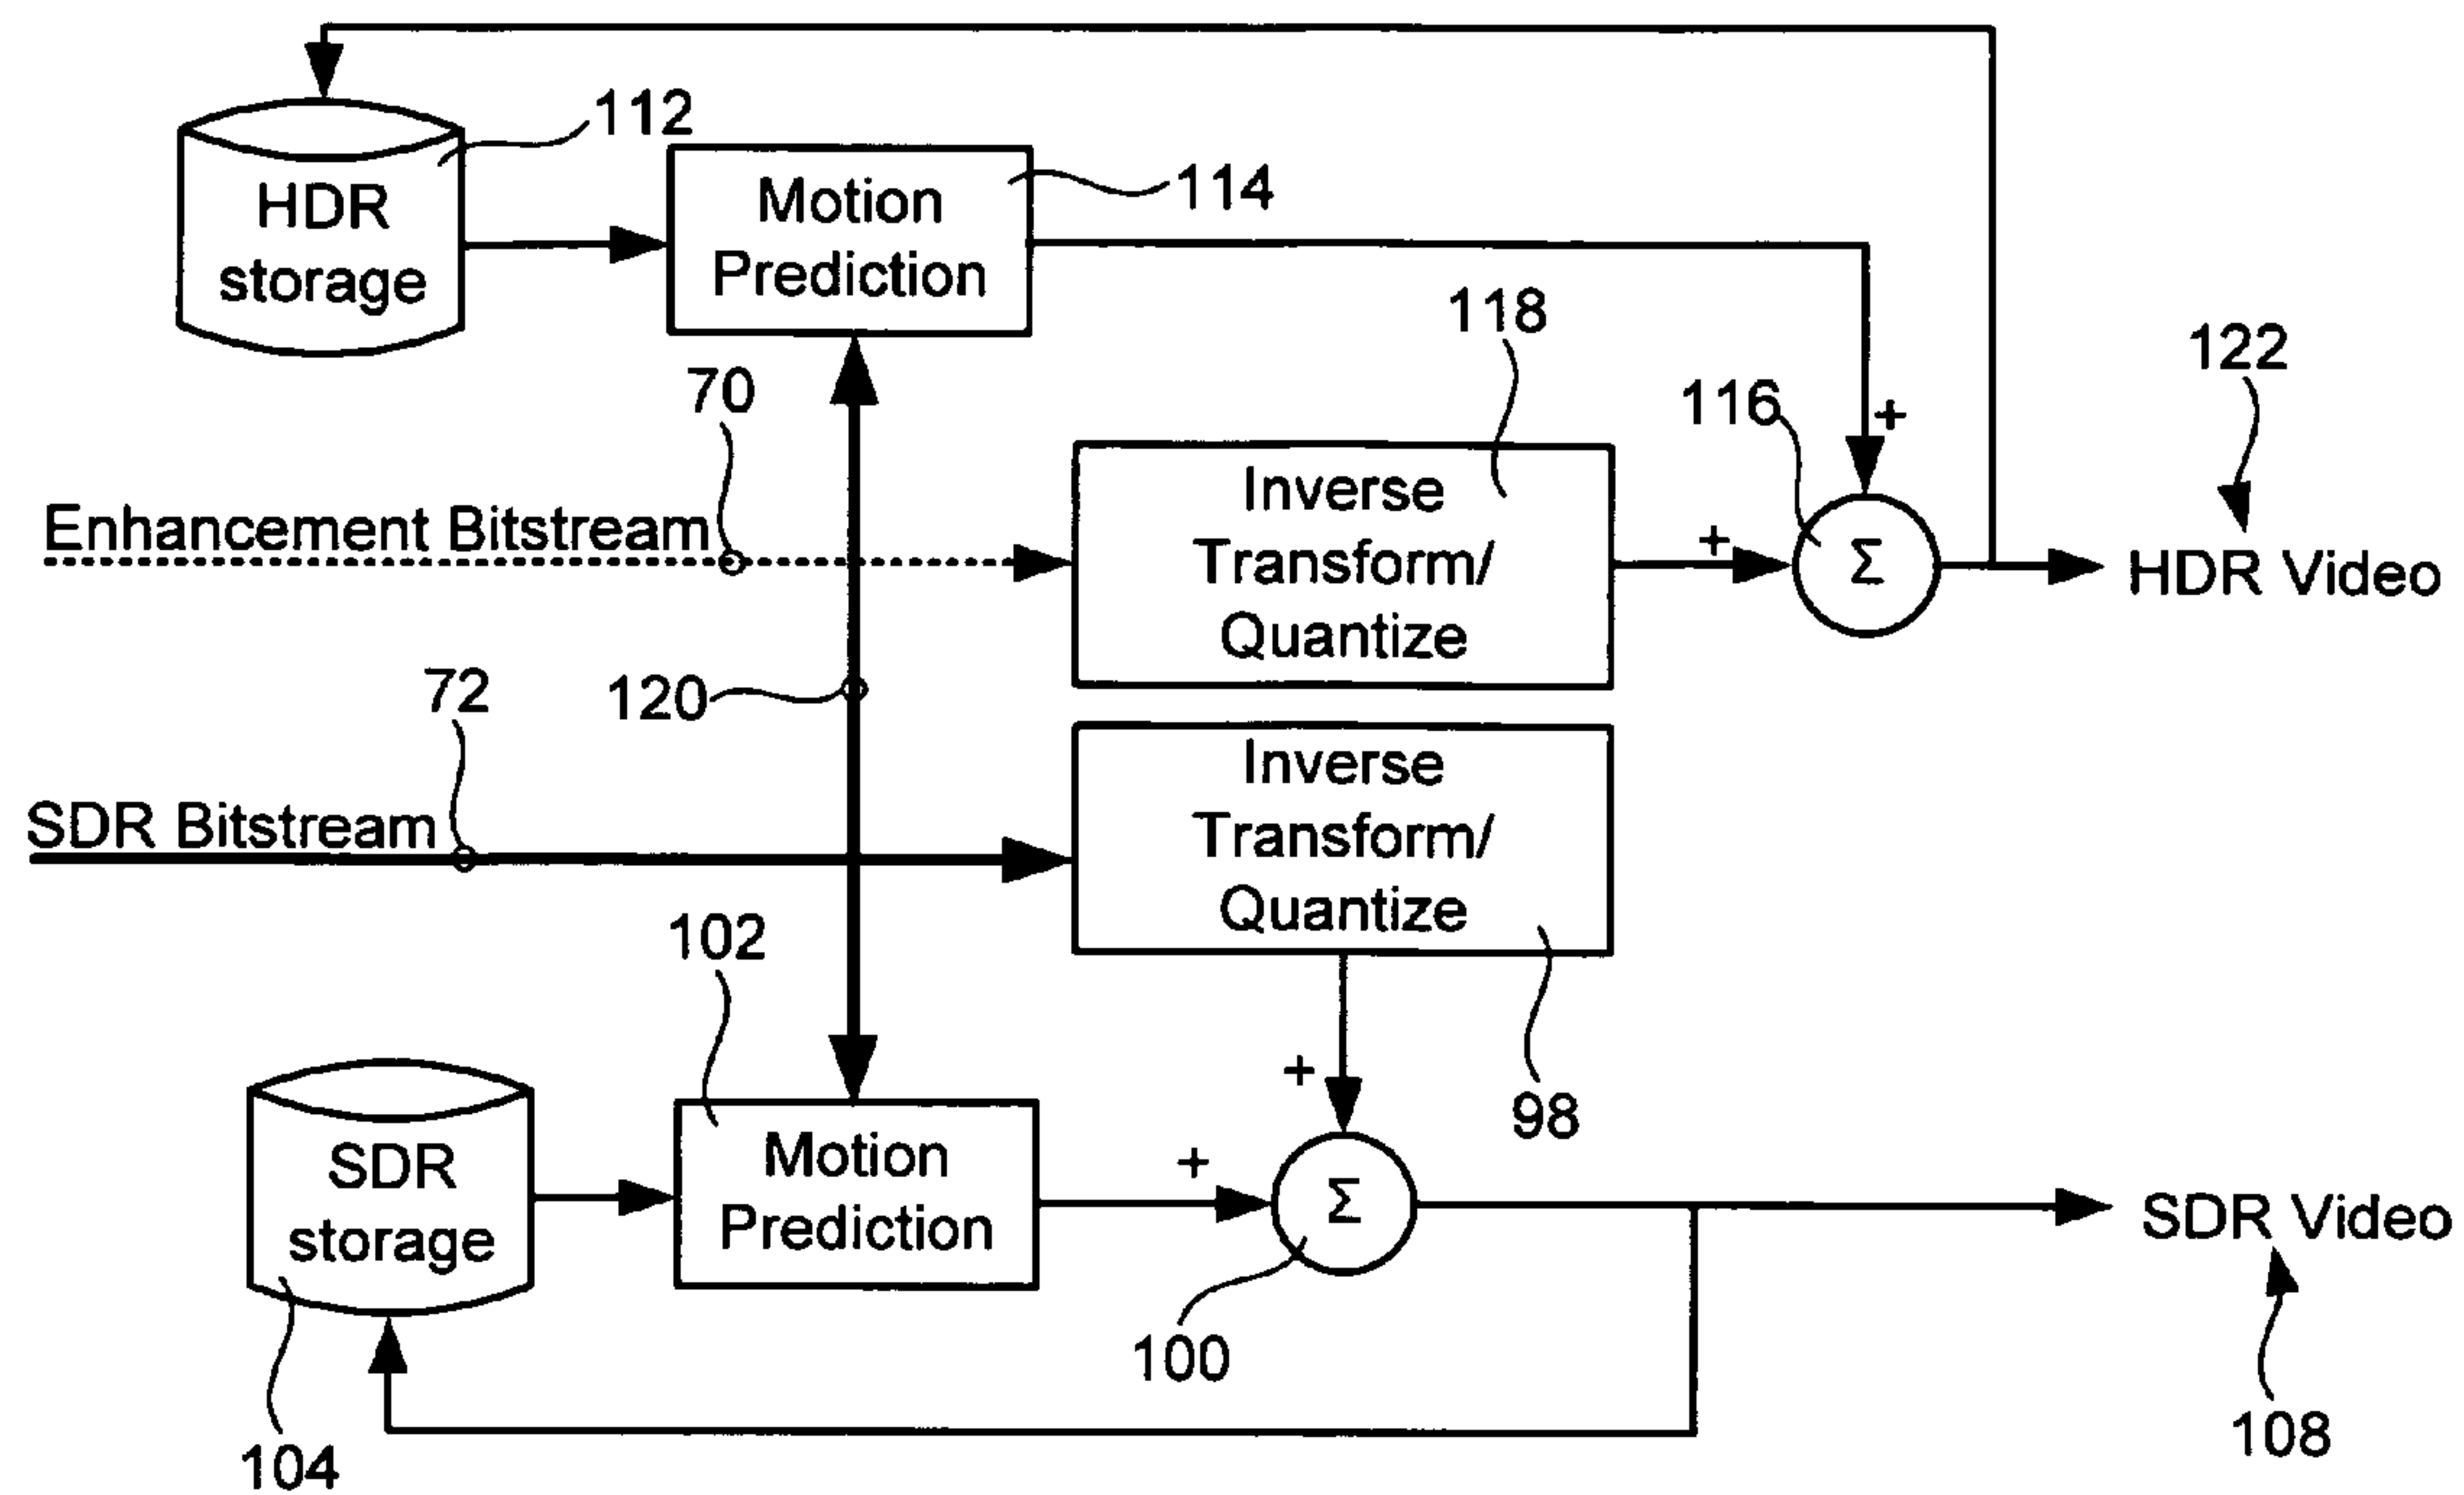 112
HDR
storage
Motion
Prediction
114
118
122
70
116
+
Enhancement Bitstream
Inverse
Transform/
Quantize
+
Σ
HDR Video
72
120
SDR Bitstream
Inverse
Transform/
Quantize
102
+
98
SDR
storage
Motion
Prediction
+
Σ
SDR Video
100
104
108